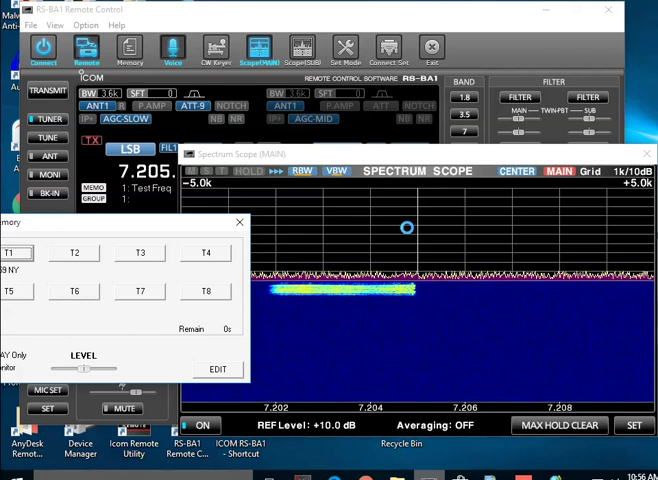 RS-BA1 Remote Control
File View Option Help
Connect Remote Memory Voice CW Keyer Scope(MAIN) Scope(SUB) Set Mode Connect Set Exit
ICOM REMOTE CONTROL SOFTWARE RS-BA1
TRANSMIT
TUNER
TUNE
ANT
MONI
BK-IN
BW 3.6k SFT 0
ANT1 R P.AMP ATT-9 NOTCH
IP+ AGC-SLOW NB NR
TX
LSB FIL1
7.205.
MEMO 1: Test Freq
GROUP 1:
BW 3.6k SFT 0
ANT1 P.AMP ATT NOTCH
IP+ AGC-MID NB NR
BAND
1.8
3.5
7
FILTER
FILTER FILTER
MAIN TWIN-PBT SUB
Spectrum Scope (MAIN)
M S T HOLD RBW VBW SPECTRUM SCOPE CENTER MAIN Grid 1k/10dB
-5.0k +5.0k
7.202 7.204 7.206 7.208
ON REF Level: +10.0 dB Averaging: OFF MAX HOLD CLEAR SET
emory
T1 T2 T3 T4
69 NY
T5 T6 T7 T8
Remain 0s
AY Only LEVEL
nitor
EDIT
MIC SET
SET MUTE
AnyDesk Remot...
Device Manager
Icom Remote Utility
RS-BA1 Remote C...
ICOM RS-BA1 - Shortcut
Recycle Bin
10:56 AM